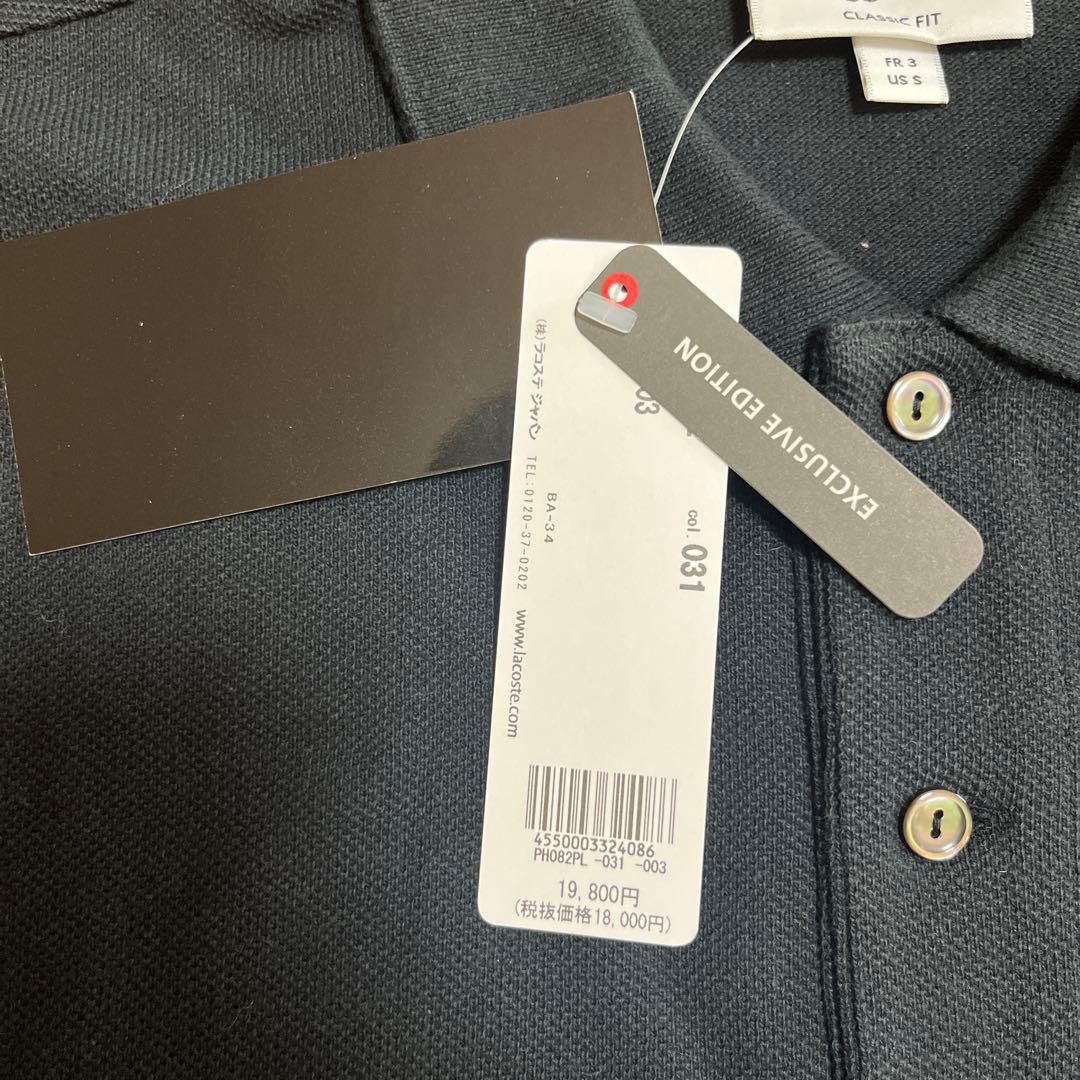 CLASSIC FIT
FR 3
US S
EXCLUSIVE EDITION
03
col. 031
BA-34
(株)ラコステ ジャパン TEL:0120-37-0202 www.lacoste.com
4550003324086
PH082PL -031 -003
19,800円
(税抜価格18,000円)